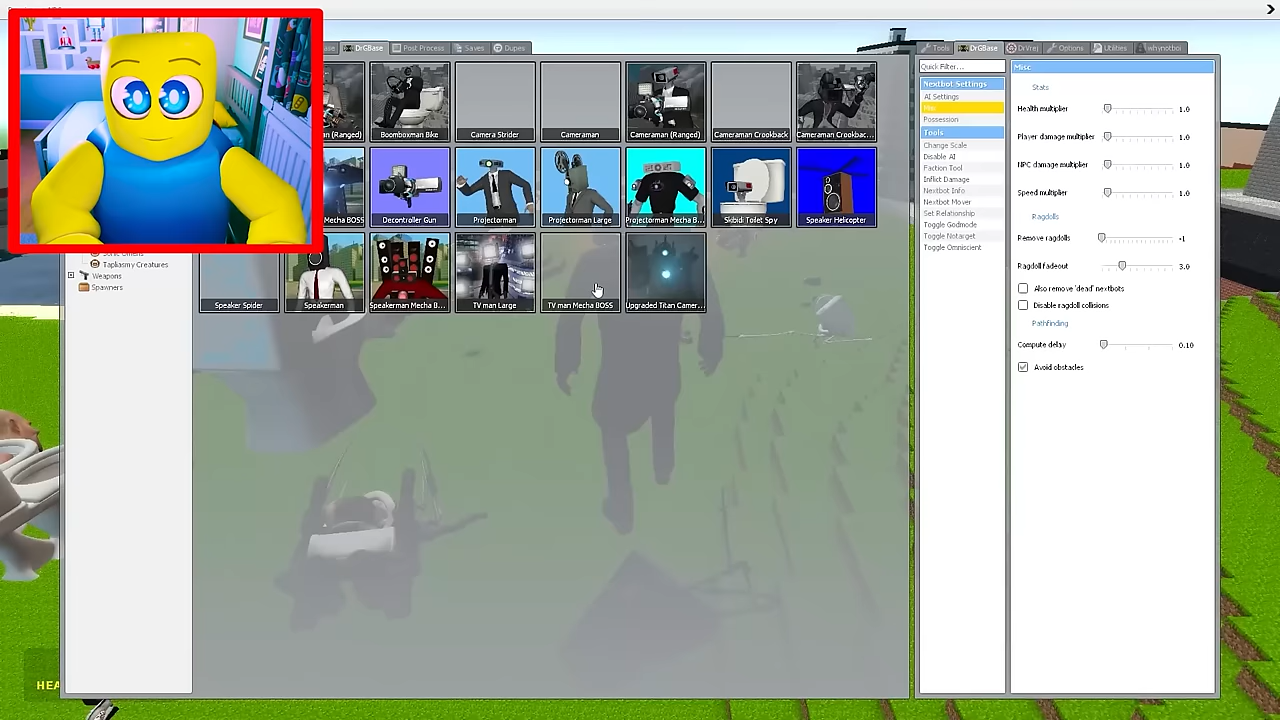 DrGBase Post Process Saves Dupes
Tools DrGBase Options Utilities whynotboi
Quick Filter...
Misc
Nextbot Settings
AI Settings
Possession
Tools
Change Scale
Disable AI
Faction Tool
Inflict Damage
Nextbot Info
Nextbot Mover
Set Relationship
Toggle Godmode
Toggle Notarget
Toggle Omniscient
Stats
Health multiplier 1.0
Player damage multiplier 1.0
NPC damage multiplier 1.0
Speed multiplier 1.0
Ragdolls
Remove ragdolls -1
Ragdoll fadeout 3.0
Also remove 'dead' nextbots
Disable ragdoll collisions
Pathfinding
Compute delay 0.10
Avoid obstacles
(Ranged) Boomboxman Bike Camera Strider Cameraman Cameraman (Ranged) Cameraman Crookback Cameraman Crookbac...
Mecha BOSS Decontroller Gun Projectorman Projectorman Large Projectorman Mecha B... Skibidi Toilet Spy Speaker Helicopter
Speaker Spider Speakerman Speakerman Mecha B... TV man Large TV man Mecha BOSS Upgraded Titan Camer...
Taplasmy Creatures
Weapons
Spawners
HEA